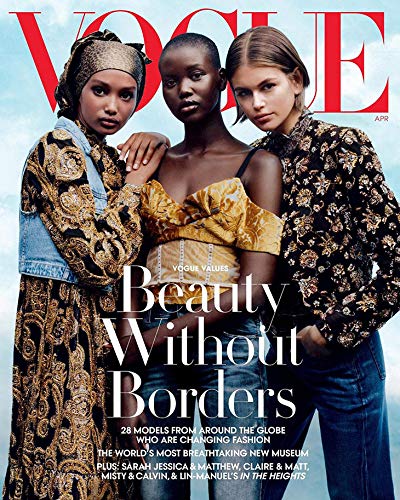 VOGUE
APR
VOGUE VALUES
Beauty
Without
Borders
28 MODELS FROM AROUND THE GLOBE
WHO ARE CHANGING FASHION
THE WORLD'S MOST BREATHTAKING NEW MUSEUM
PLUS: SARAH JESSICA & MATTHEW, CLAIRE & MATT,
MISTY & CALVIN, & LIN-MANUEL'S IN THE HEIGHTS